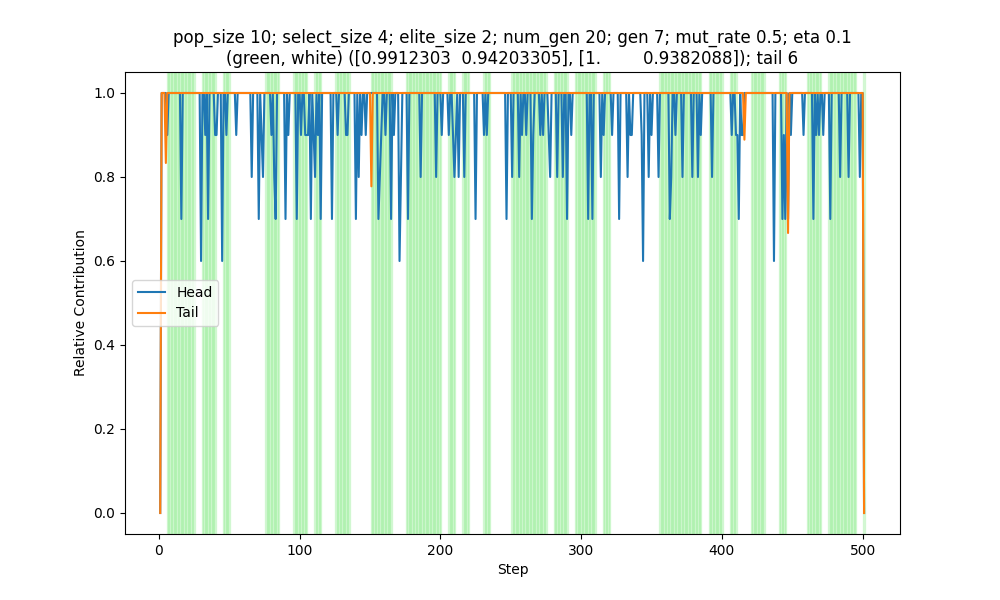 pop_size 10; select_size 4; elite_size 2; num_gen 20; gen 7; mut_rate 0.5; eta 0.1
(green, white) ([0.9912303 0.94203305], [1. 0.9382088]); tail 6
1.0
0.8
0.6
0.4
0.2
0.0
Relative Contribution
Head
Tail
0
100
200
300
400
500
Step